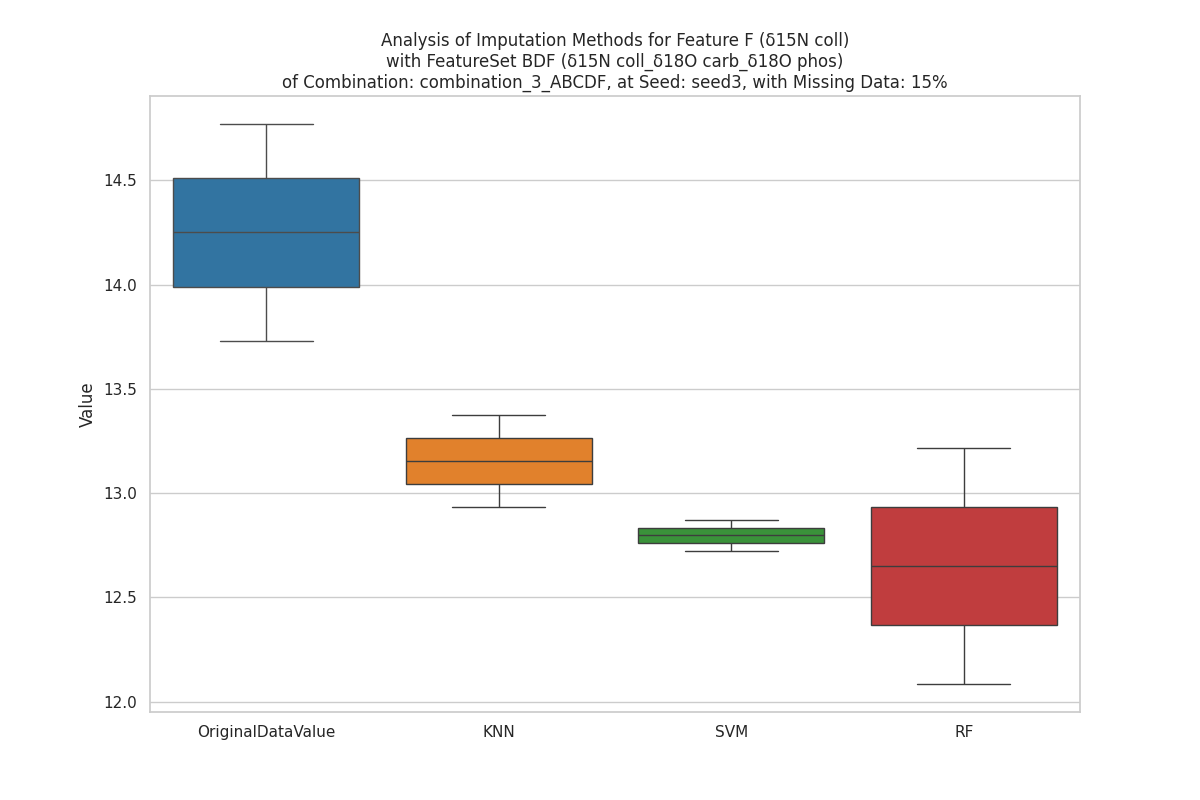 Analysis of Imputation Methods for Feature F (δ15N coll)
with FeatureSet BDF (δ15N coll_δ18O carb_δ18O phos)
of Combination: combination_3_ABCDF, at Seed: seed3, with Missing Data: 15%
14.5
14.0
13.5
13.0
12.5
12.0
Value
OriginalDataValue
KNN
SVM
RF